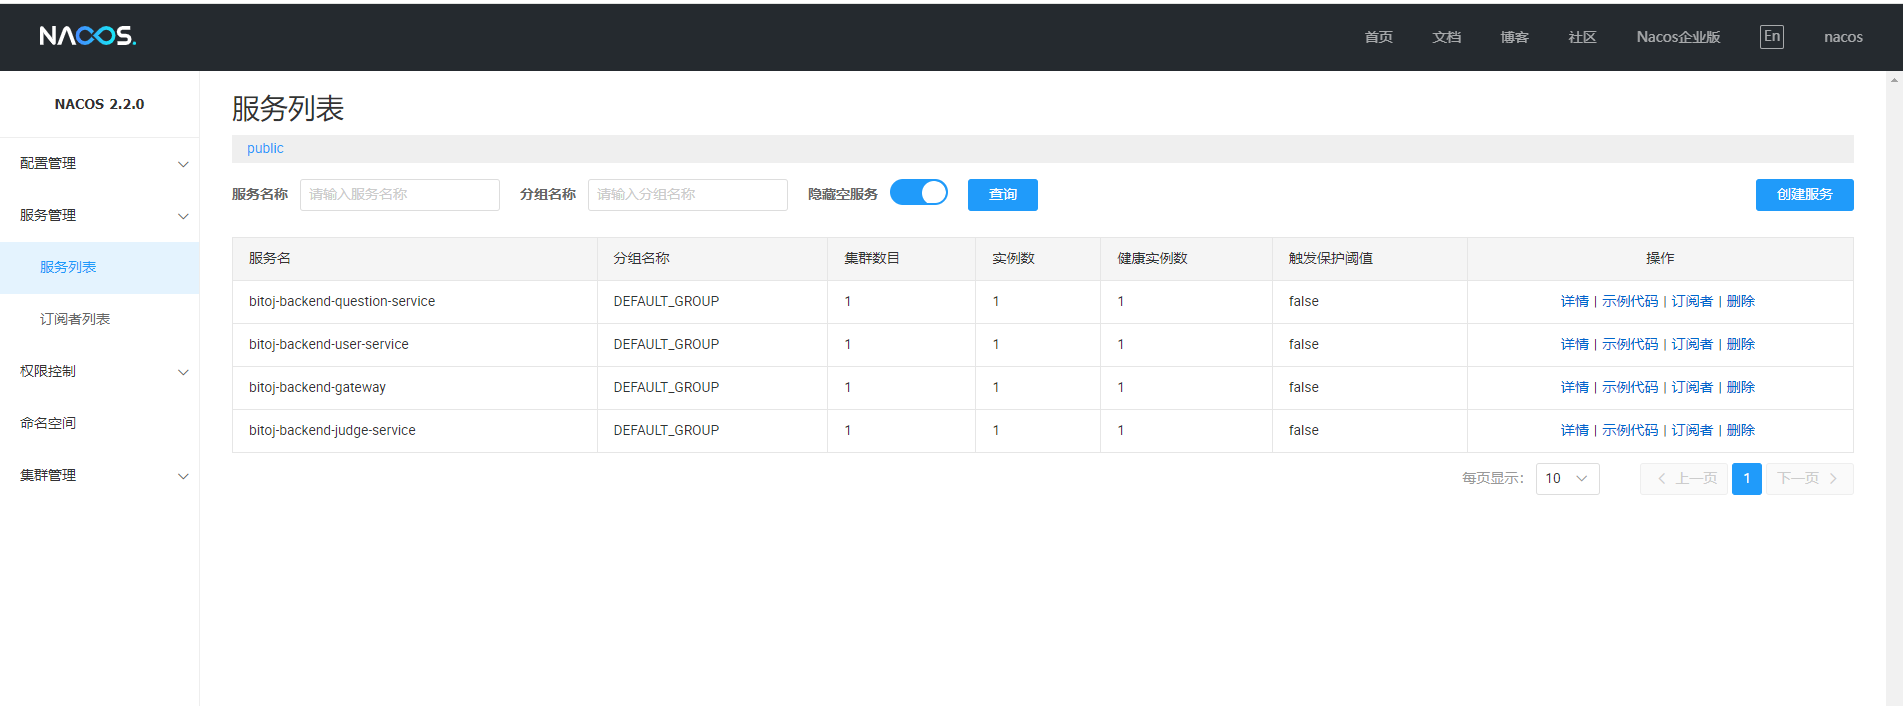 NACOS.
首页 文档 博客 社区 Nacos企业版 En nacos
NACOS 2.2.0
配置管理
服务管理
服务列表
订阅者列表
权限控制
命名空间
集群管理
服务列表
public
服务名称 请输入服务名称 分组名称 请输入分组名称 隐藏空服务 查询 创建服务
服务名 分组名称 集群数目 实例数 健康实例数 触发保护阈值 操作
bitoj-backend-question-service DEFAULT_GROUP 1 1 1 false 详情 | 示例代码 | 订阅者 | 删除
bitoj-backend-user-service DEFAULT_GROUP 1 1 1 false 详情 | 示例代码 | 订阅者 | 删除
bitoj-backend-gateway DEFAULT_GROUP 1 1 1 false 详情 | 示例代码 | 订阅者 | 删除
bitoj-backend-judge-service DEFAULT_GROUP 1 1 1 false 详情 | 示例代码 | 订阅者 | 删除
每页显示： 10 上一页 1 下一页